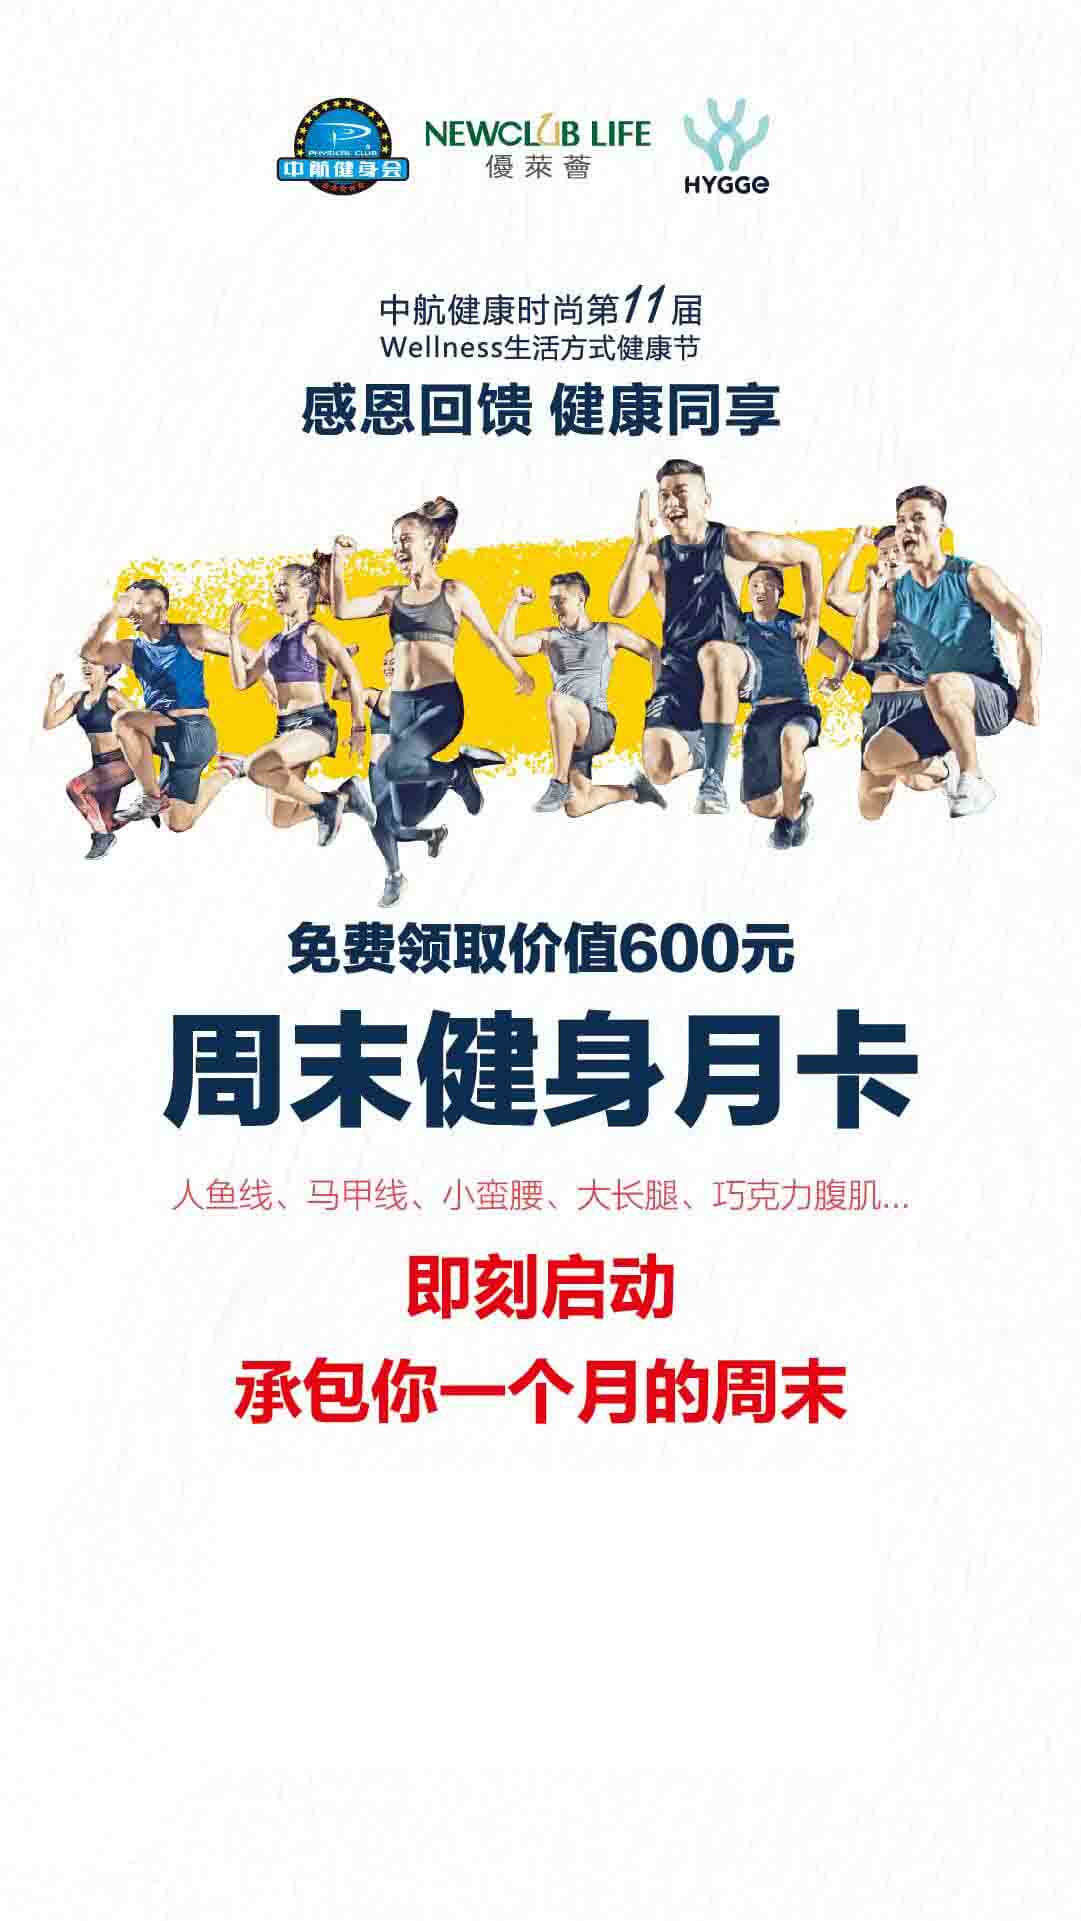 PHYSICAL CLUB
中航健身会
NEWCLUB LIFE
優萊薈
HYGGe
中航健康时尚第11届
Wellness生活方式健康节
感恩回馈 健康同享
免费领取价值600元
周末健身月卡
人鱼线、马甲线、小蛮腰、大长腿、巧克力腹肌...
即刻启动
承包你一个月的周末